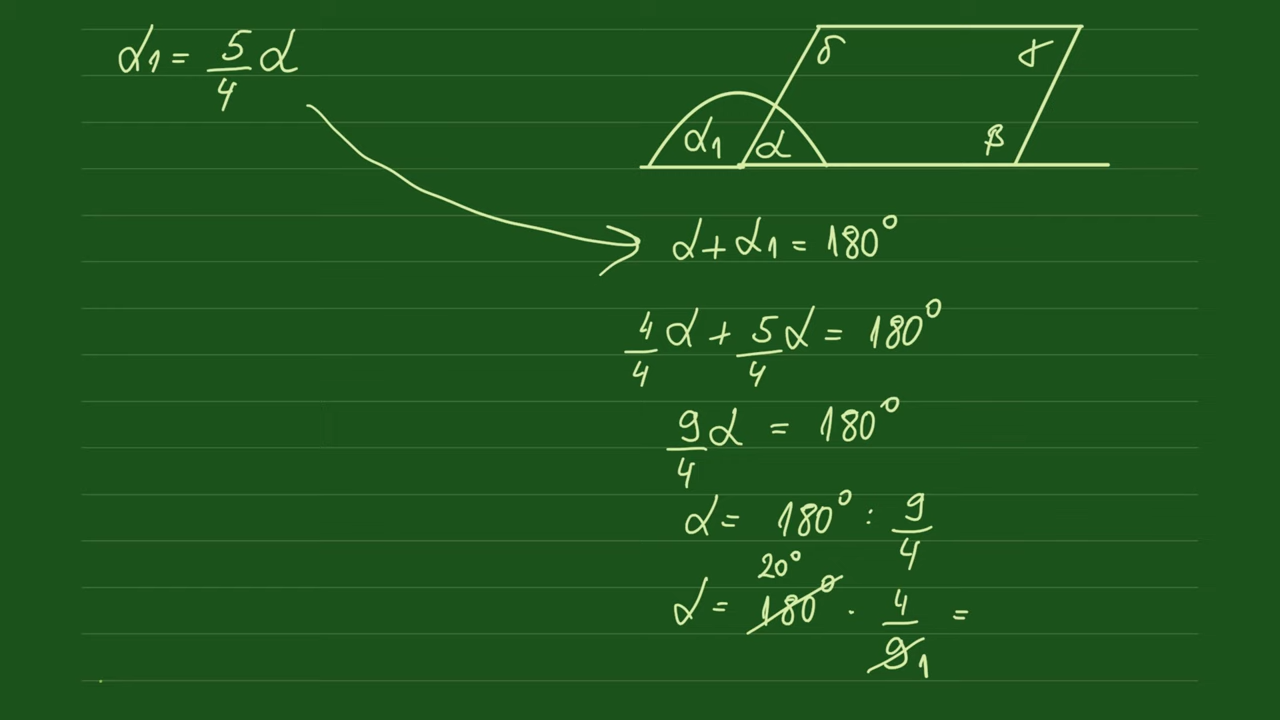 α1 = 5/4 α
δ γ
α1 α β
α + α1 = 180°
4/4 α + 5/4 α = 180°
9/4 α = 180°
α = 180° : 9/4
20°
α = 180° · 4/9 1 =